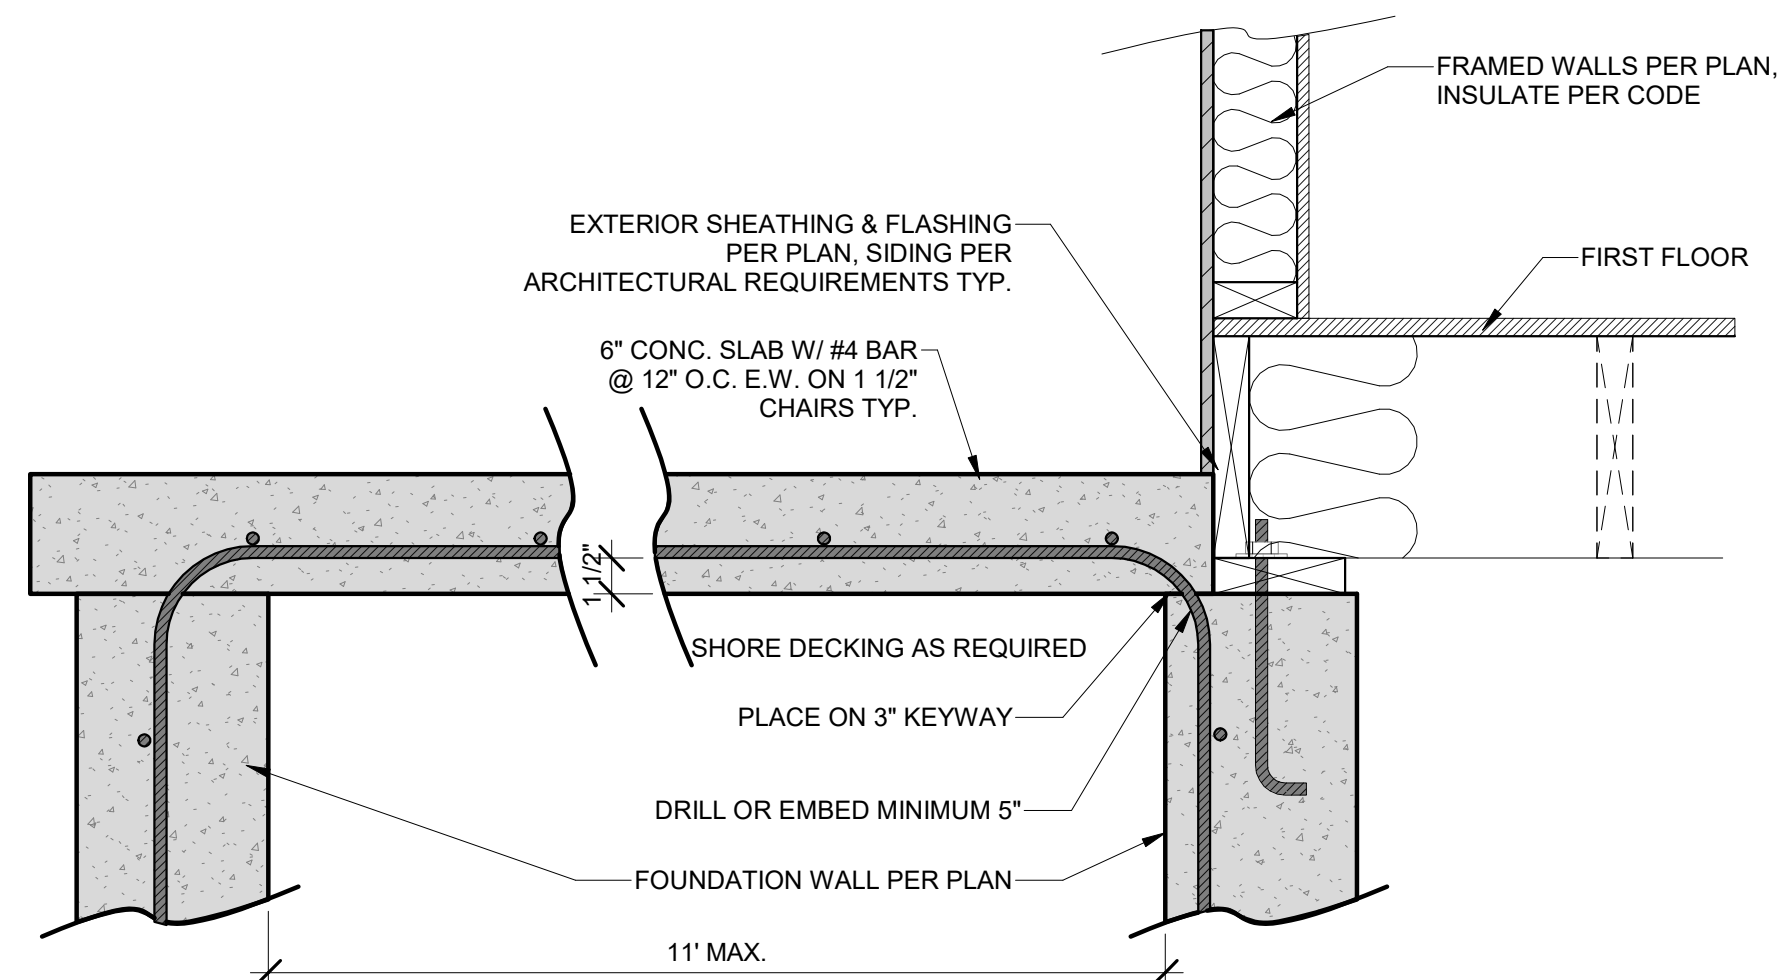 FRAMED WALLS PER PLAN,
INSULATE PER CODE
EXTERIOR SHEATHING & FLASHING
PER PLAN, SIDING PER
ARCHITECTURAL REQUIREMENTS TYP.
FIRST FLOOR
6" CONC. SLAB W/ #4 BAR
@ 12" O.C. E.W. ON 1 1/2"
CHAIRS TYP.
1 1/2"
SHORE DECKING AS REQUIRED
PLACE ON 3" KEYWAY
DRILL OR EMBED MINIMUM 5"
FOUNDATION WALL PER PLAN
11' MAX.